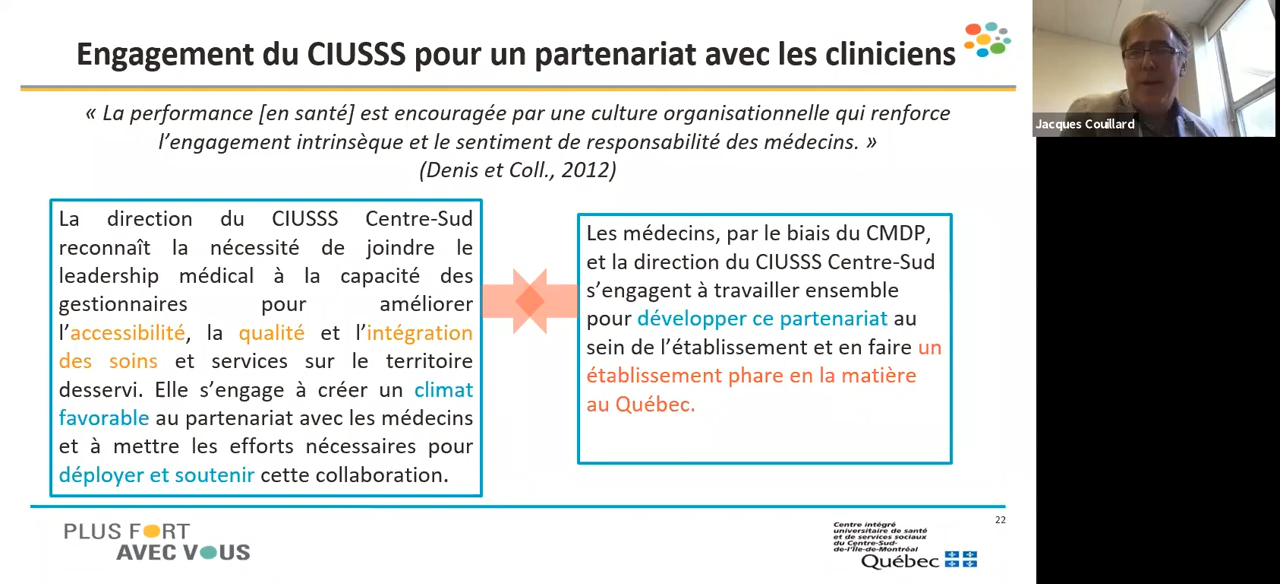 Engagement du CIUSSS pour un partenariat avec les cliniciens
« La performance [en santé] est encouragée par une culture organisationnelle qui renforce
l’engagement intrinsèque et le sentiment de responsabilité des médecins. »
(Denis et Coll., 2012)
La direction du CIUSSS Centre-Sud
reconnaît la nécessité de joindre le
leadership médical à la capacité des
gestionnaires pour améliorer
l’accessibilité, la qualité et l’intégration
des soins et services sur le territoire
desservi. Elle s’engage à créer un climat
favorable au partenariat avec les médecins
et à mettre les efforts nécessaires pour
déployer et soutenir cette collaboration.
Les médecins, par le biais du CMDP,
et la direction du CIUSSS Centre-Sud
s’engagent à travailler ensemble
pour développer ce partenariat au
sein de l’établissement et en faire un
établissement phare en la matière
au Québec.
PLUS FORT
AVEC VOUS
Centre intégré
universitaire de santé
et de services sociaux
du Centre-Sud-
de-l’Île-de-Montréal
Québec
22
Jacques Couillard